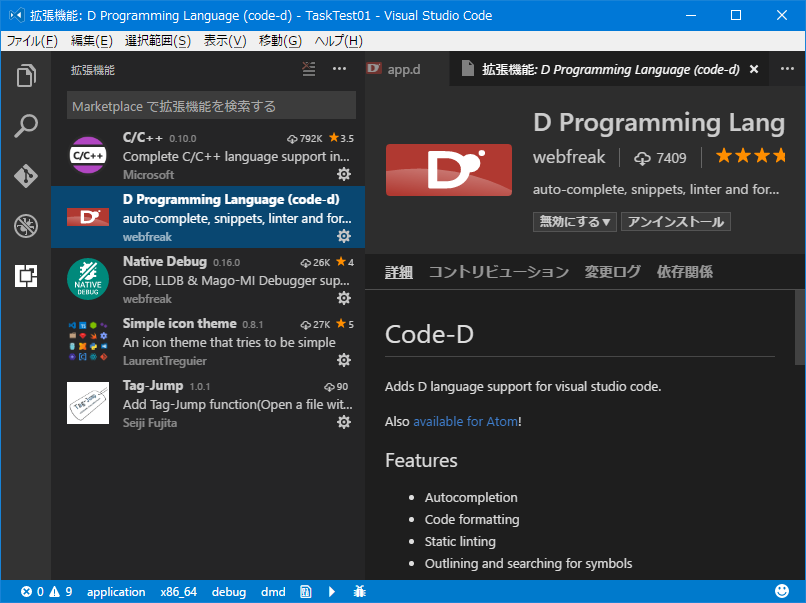 拡張機能: D Programming Language (code-d) - TaskTest01 - Visual Studio Code
ファイル(F) 編集(E) 選択範囲(S) 表示(V) 移動(G) ヘルプ(H)
拡張機能
Marketplace で拡張機能を検索する
C/C++
C/C++ 0.10.0 792K ★3.5
Complete C/C++ language support in...
Microsoft
D
D Programming Language (code-d)
auto-complete, snippets, linter and for...
webfreak
NATIVE DEBUG
Native Debug 0.16.0 26K ★4
GDB, LLDB & Mago-MI Debugger sup...
webfreak
Simple icon theme 0.8.1 27K ★5
An icon theme that tries to be simple
LaurentTreguier
Tag-Jump
Tag-Jump 1.0.1 90
Add Tag-Jump function(Open a file wit...
Seiji Fujita
app.d 拡張機能: D Programming Language (code-d)
D
D Programming Lang
webfreak 7409 ★★★★
auto-complete, snippets, linter and for...
無効にする▼ アンインストール
詳細 コントリビューション 変更ログ 依存関係
Code-D
Adds D language support for visual studio code.
Also available for Atom!
Features
• Autocompletion
• Code formatting
• Static linting
• Outlining and searching for symbols
0 9 application x86_64 debug dmd